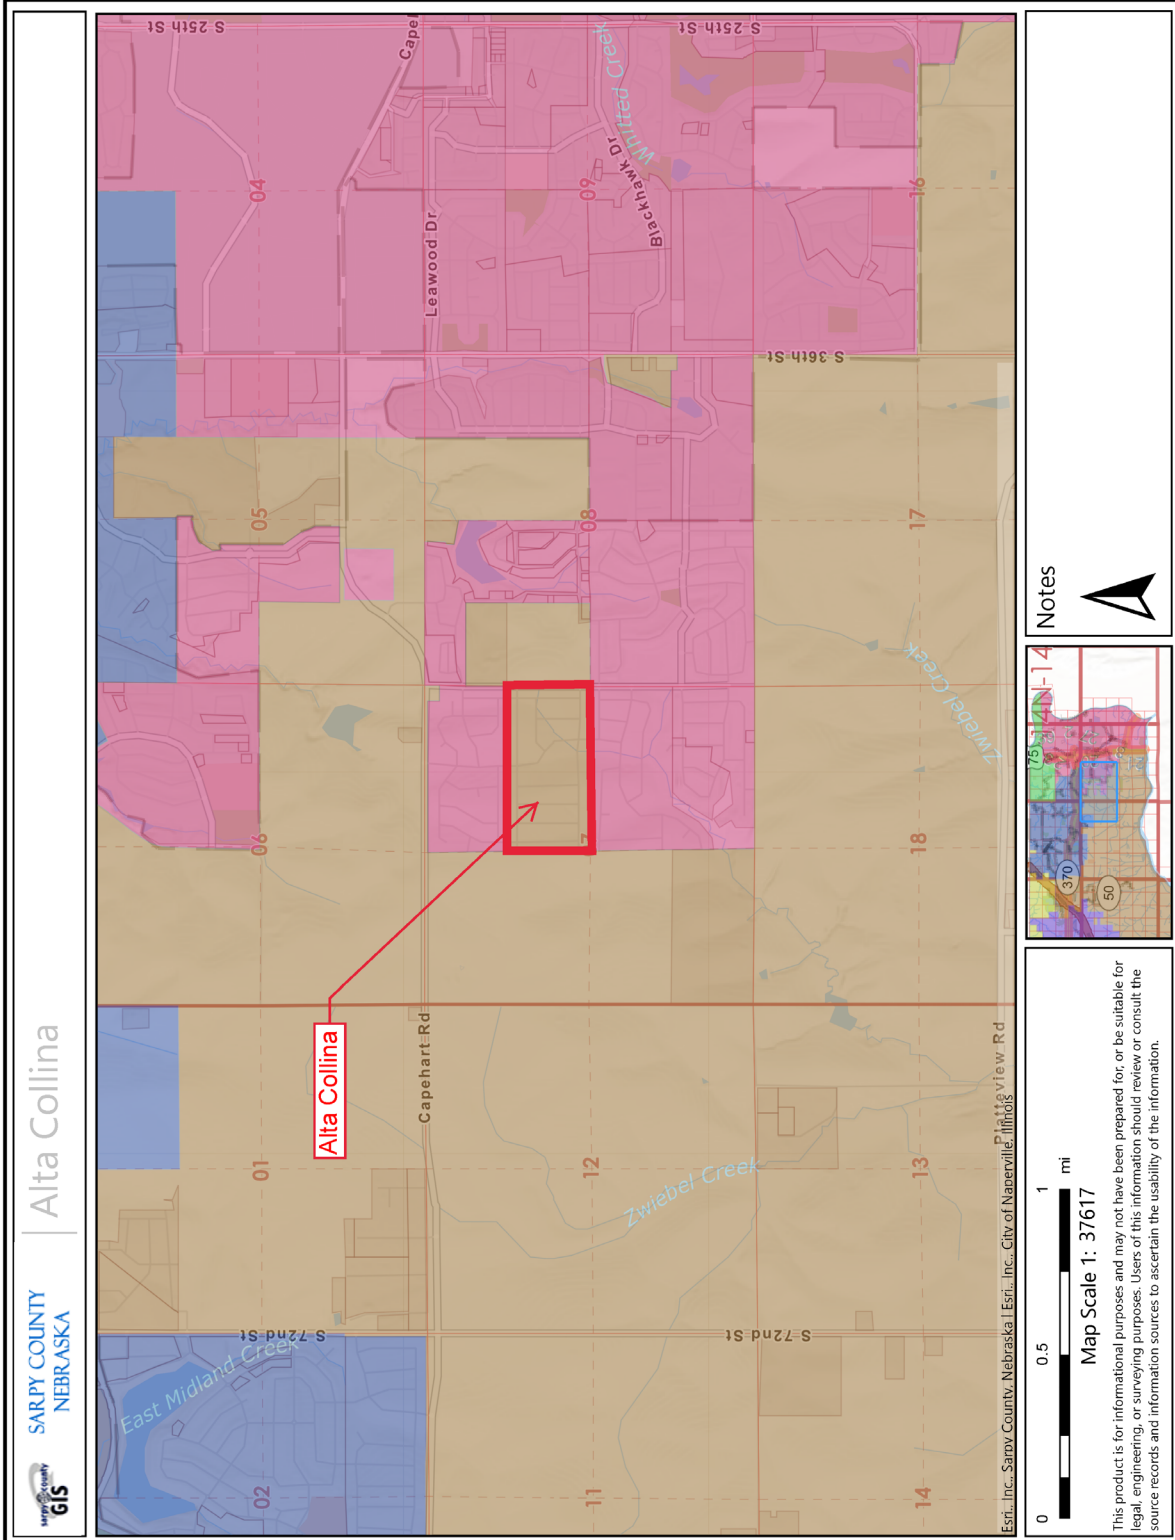 sarpy county
GIS
SARPY COUNTY
NEBRASKA
Alta Collina
East Midland Creek
S 72nd St
S 72nd St
02
11
14
01
12
13
Zwiebel Creek
Capehart Rd
Platteview Rd
Alta Collina
06
7
18
Zwiebel Creek
05
08
17
S 36th St
Leawood Dr
Blackhawk Dr
Whitted Creek
04
09
16
Capel
S 25th St
S 25th St
Esri., Inc., Sarpy County, Nebraska | Esri., Inc., City of Naperville, Illinois
0
0.5
1
mi
Map Scale 1: 37617
This product is for informational purposes and may not have been prepared for, or be suitable for
legal, engineering, or surveying purposes. Users of this information should review or consult the
source records and information sources to ascertain the usability of the information.
75
370
50
Notes